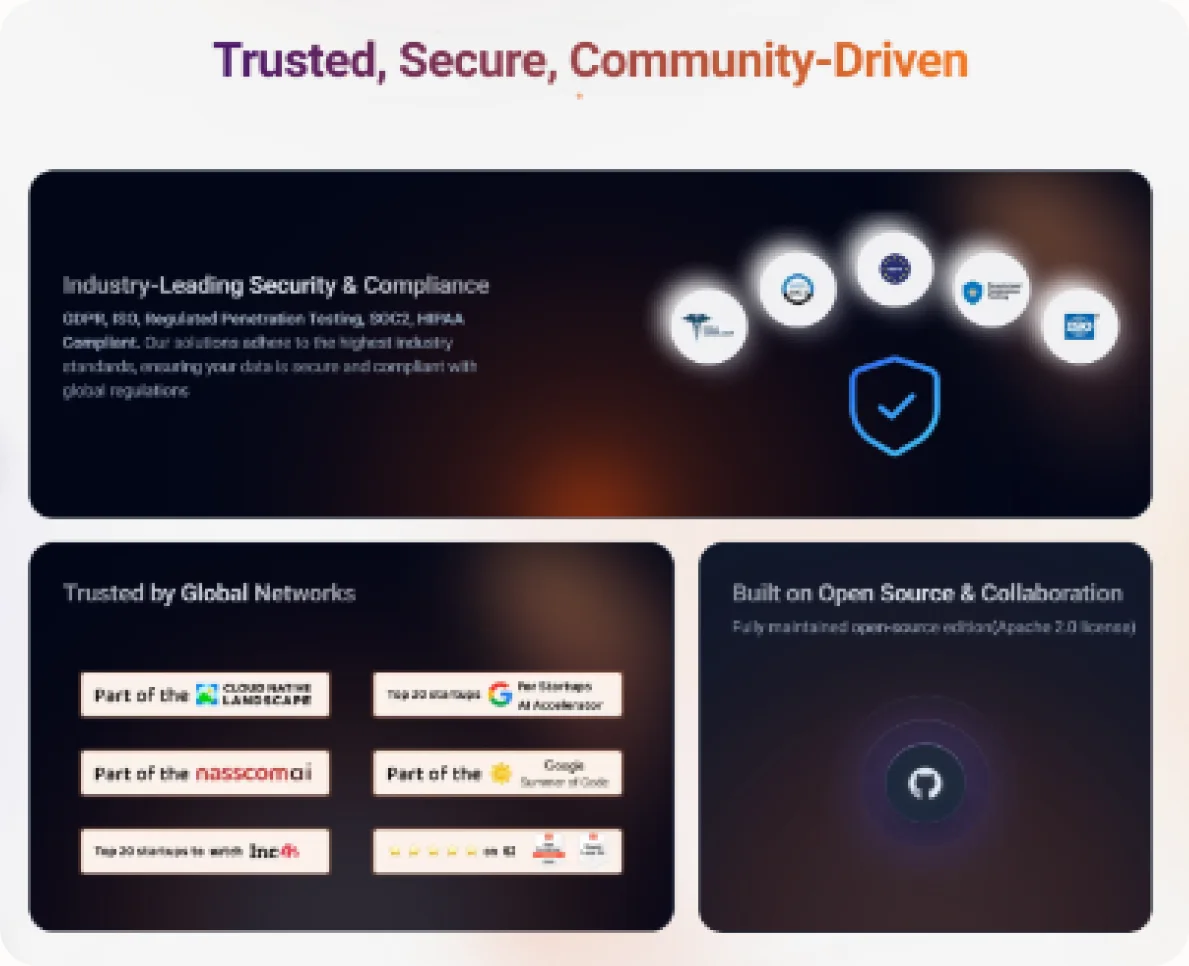 Trusted, Secure, Community-Driven
Industry-Leading Security & Compliance
GDPR, ISO, Regulated Penetration Testing, SOC2, HIPAA
Compliant. Our solutions adhere to the highest industry
standards, ensuring your data is secure and compliant with
global regulations
ISO
Trusted by Global Networks
Part of the CLOUD NATIVE
LANDSCAPE
Top 20 startups For Startups
AI Accelerator
Part of the nasscom ai
Part of the Google
Summer of Code
Top 20 startups to watch Inc42
on G2
Built on Open Source & Collaboration
Fully maintained open-source edition(Apache 2.0 license)